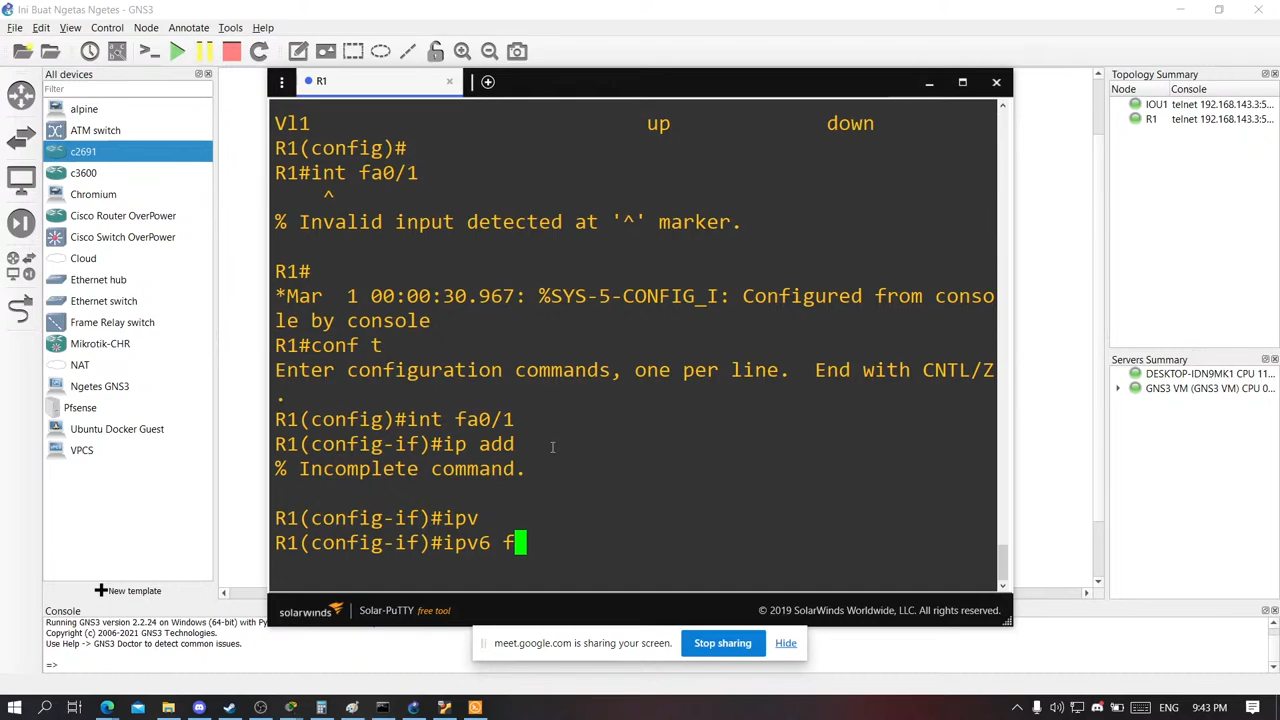 Ini Buat Ngetas Ngetes - GNS3
File Edit View Control Node Annotate Tools Help
All devices
Filter
alpine
ATM switch
c2691
c3600
Chromium
Cisco Router OverPower
Cisco Switch OverPower
Cloud
Ethernet hub
Ethernet switch
Frame Relay switch
Mikrotik-CHR
NAT
Ngetes GNS3
Pfsense
Ubuntu Docker Guest
VPCS
New template
R1
Vl1 up down
R1(config)#
R1#int fa0/1
^
% Invalid input detected at '^' marker.
R1#
*Mar 1 00:00:30.967: %SYS-5-CONFIG_I: Configured from conso
le by console
R1#conf t
Enter configuration commands, one per line. End with CNTL/Z
.
R1(config)#int fa0/1
R1(config-if)#ip add
% Incomplete command.
R1(config-if)#ipv
R1(config-if)#ipv6 f
solarwinds Solar-PuTTY free tool
© 2019 SolarWinds Worldwide, LLC. All rights reserved.
Topology Summary
Node Console
IOU1 telnet 192.168.143.3:5...
R1 telnet 192.168.143.3:5...
Servers Summary
DESKTOP-IDN9MK1 CPU 11...
GNS3 VM (GNS3 VM) CPU 0...
Console
Running GNS3 version 2.2.24 on Windows (64-bit) with Py
Copyright (c) 2006-2021 GNS3 Technologies.
Use Help -> GNS3 Doctor to detect common issues.
=>
meet.google.com is sharing your screen.
Stop sharing
Hide
ENG
9:43 PM